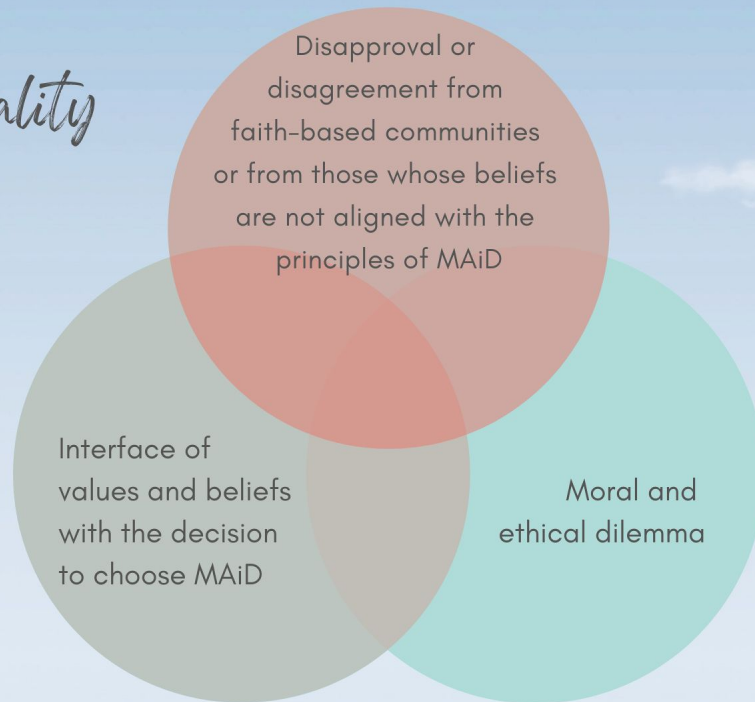 Disapproval or
disagreement from
faith-based communities
or from those whose beliefs
are not aligned with the
principles of MAiD
Interface of
values and beliefs
with the decision
to choose MAiD
Moral and
ethical dilemma